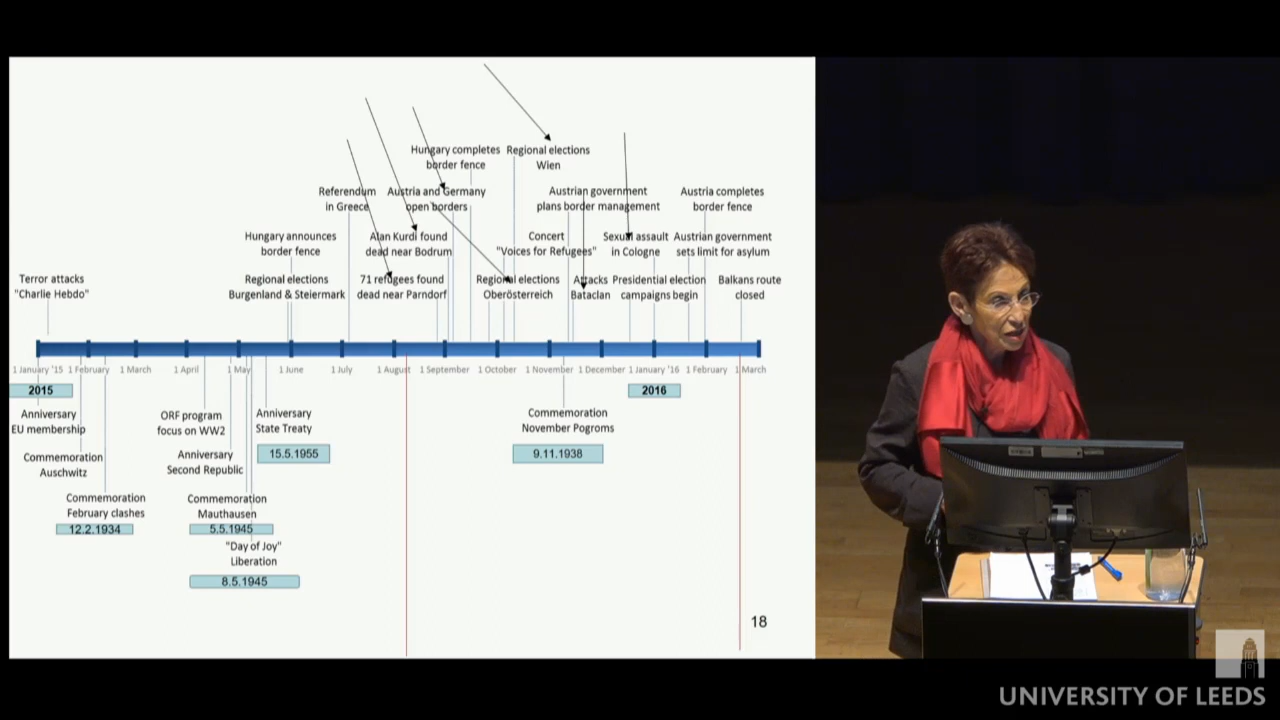 Hungary completes
border fence
Regional elections
Wien
Referendum
in Greece
Austria and Germany
open borders
Austrian government
plans border management
Austria completes
border fence
Hungary announces
border fence
Alan Kurdi found
dead near Bodrum
Concert
"Voices for Refugees"
Sexual assault
in Cologne
Austrian government
sets limit for asylum
Terror attacks
"Charlie Hebdo"
Regional elections
Burgenland & Steiermark
71 refugees found
dead near Parndorf
Regional elections
Oberösterreich
Attacks
Bataclan
Presidential election
campaigns begin
Balkans route
closed
1 January '15 1 February 1 March 1 April 1 May 1 June 1 July 1 August 1 September 1 October 1 November 1 December 1 January '16 1 February 1 March
2015
2016
Anniversary
EU membership
ORF program
focus on WW2
Anniversary
State Treaty
15.5.1955
Commemoration
November Pogroms
9.11.1938
Commemoration
Auschwitz
Anniversary
Second Republic
Commemoration
February clashes
12.2.1934
Commemoration
Mauthausen
5.5.1945
"Day of Joy"
Liberation
8.5.1945
18
UNIVERSITY OF LEEDS